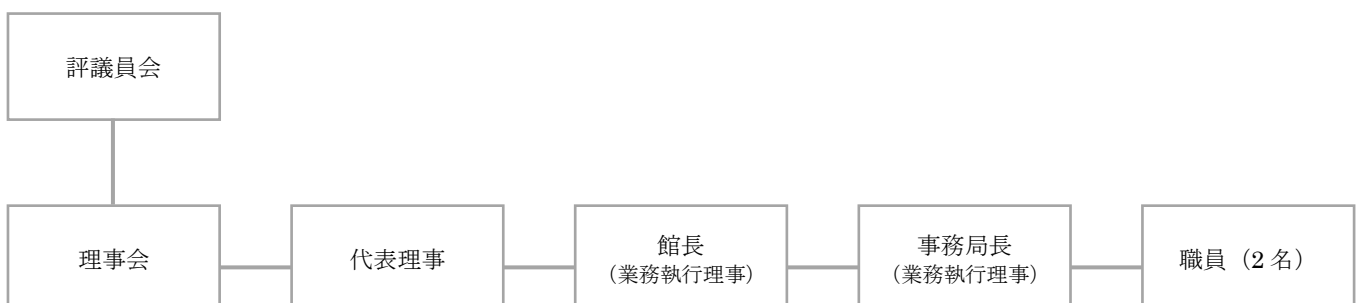 評議員会
理事会
代表理事
館長
（業務執行理事）
事務局長
（業務執行理事）
職員（2 名）